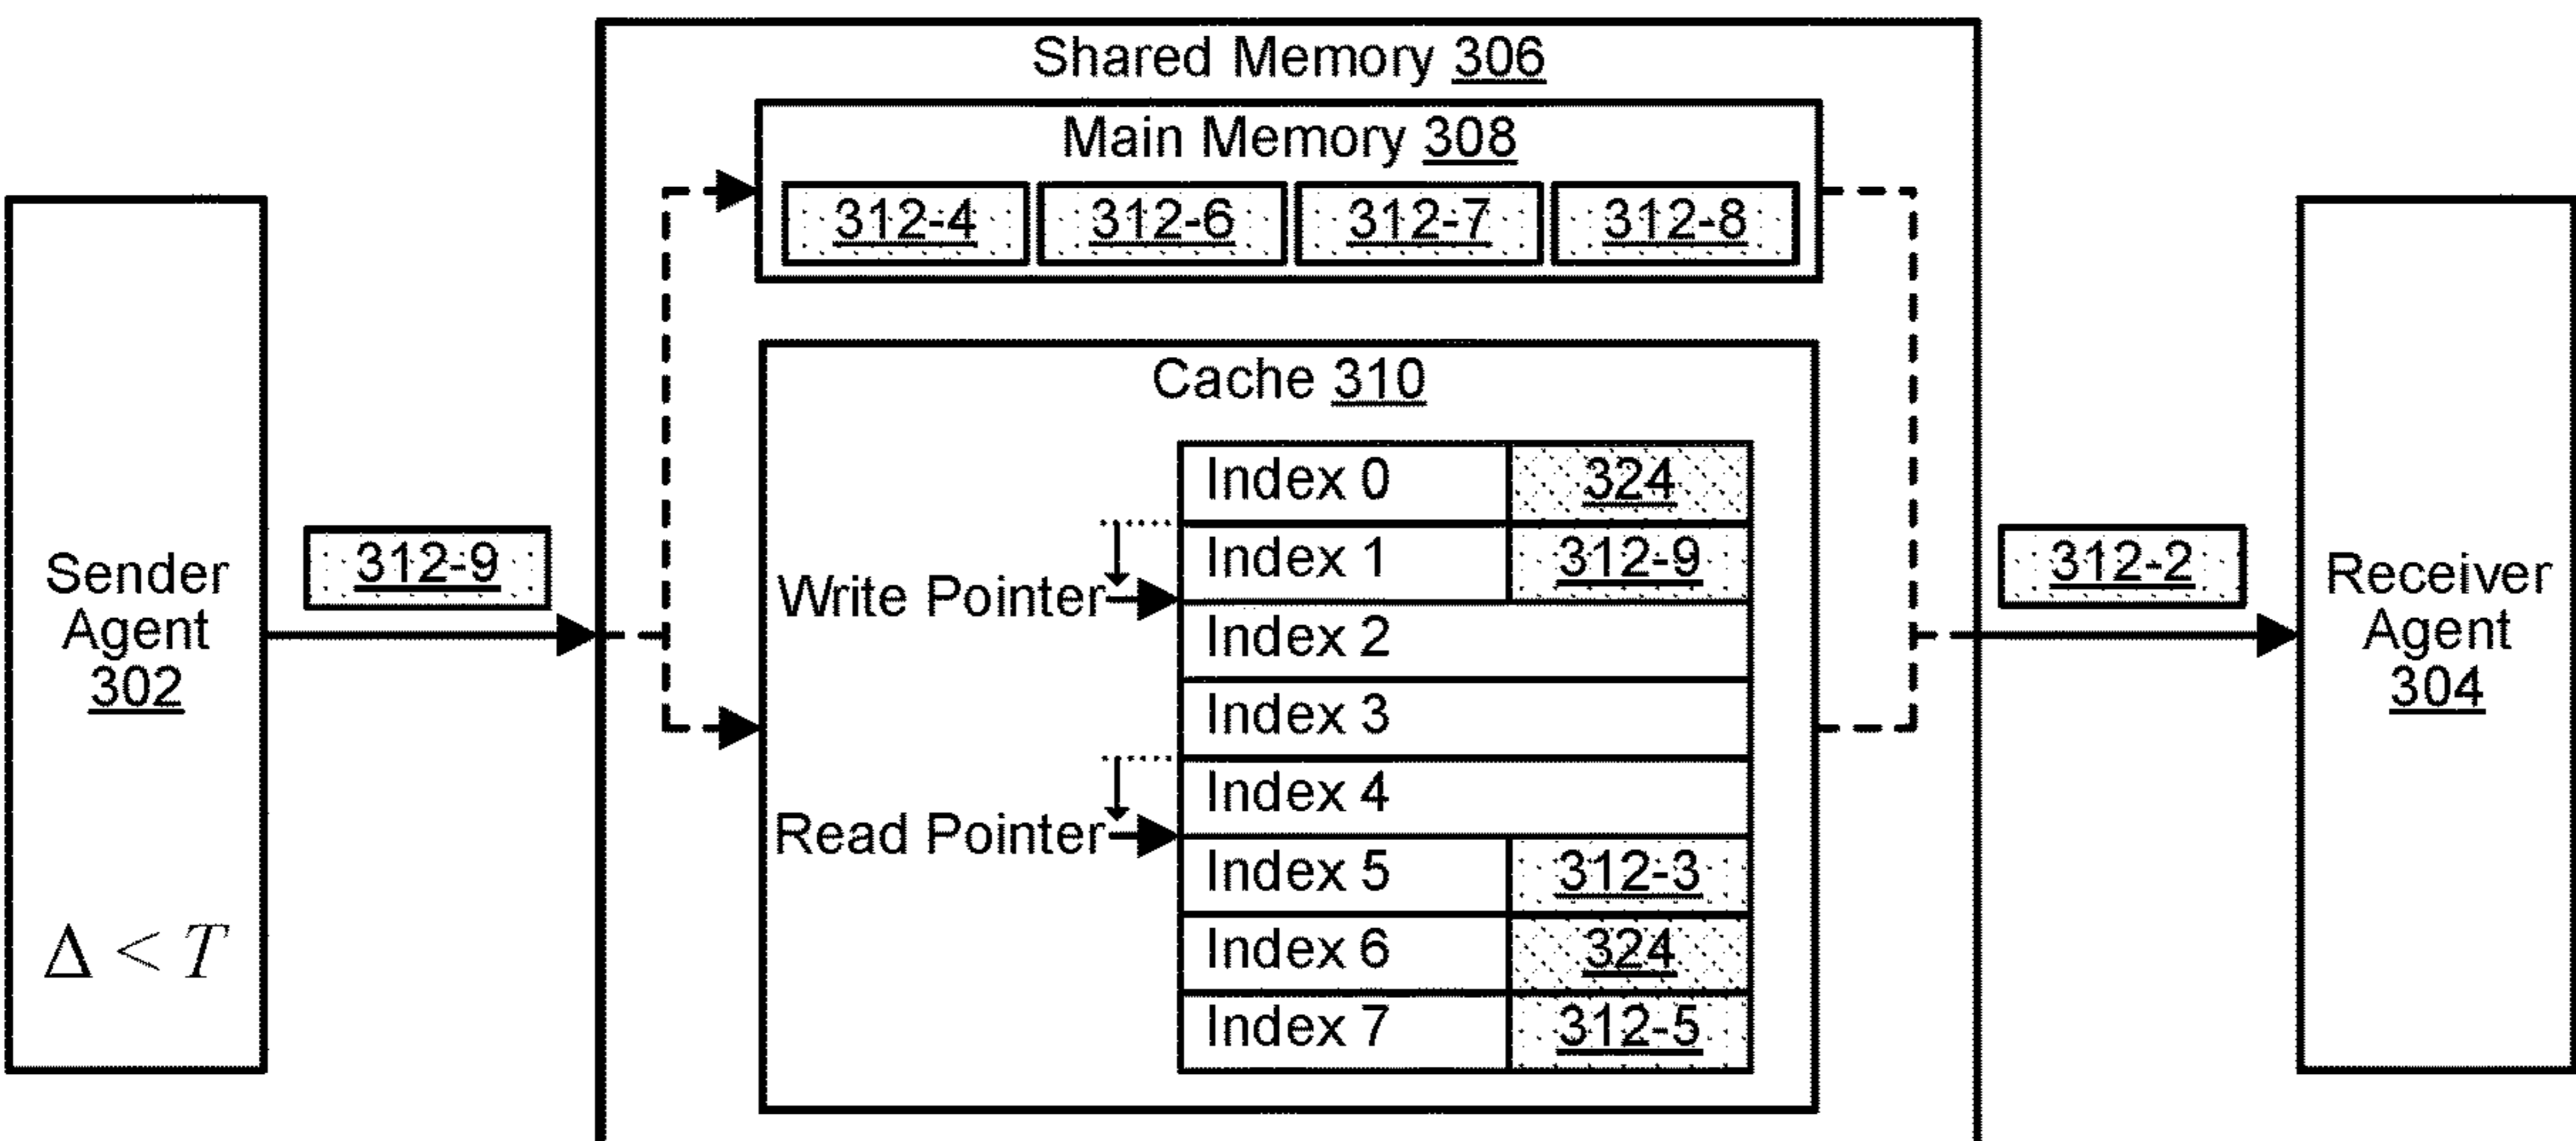 Shared Memory 306
Main Memory 308
312-4 312-6 312-7 312-8
Cache 310
Index 0 324
Index 1 312-9
Write Pointer
Index 2
Index 3
Index 4
Read Pointer
Index 5 312-3
Index 6 324
Index 7 312-5
Sender
Agent
302
Δ < T
312-9
312-2
Receiver
Agent
304